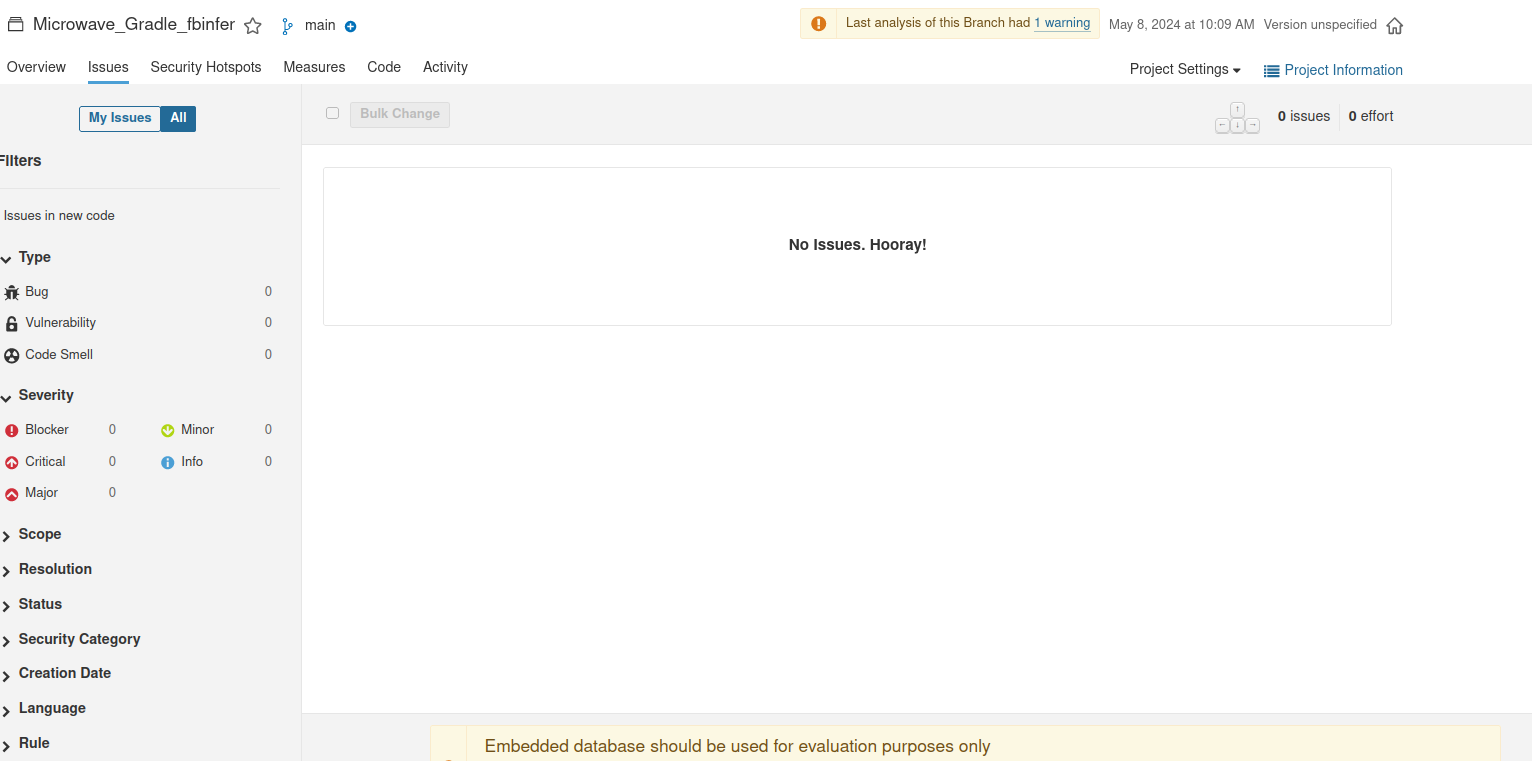 Microwave_Gradle_fbinfer main
Last analysis of this Branch had 1 warning May 8, 2024 at 10:09 AM Version unspecified
Overview Issues Security Hotspots Measures Code Activity
Project Settings Project Information
My Issues All
Bulk Change
↑
← ↓ →
0 issues 0 effort
Filters
Issues in new code
Type
Bug 0
Vulnerability 0
Code Smell 0
Severity
Blocker 0 Minor 0
Critical 0 Info 0
Major 0
Scope
Resolution
Status
Security Category
Creation Date
Language
Rule
No Issues. Hooray!
Embedded database should be used for evaluation purposes only